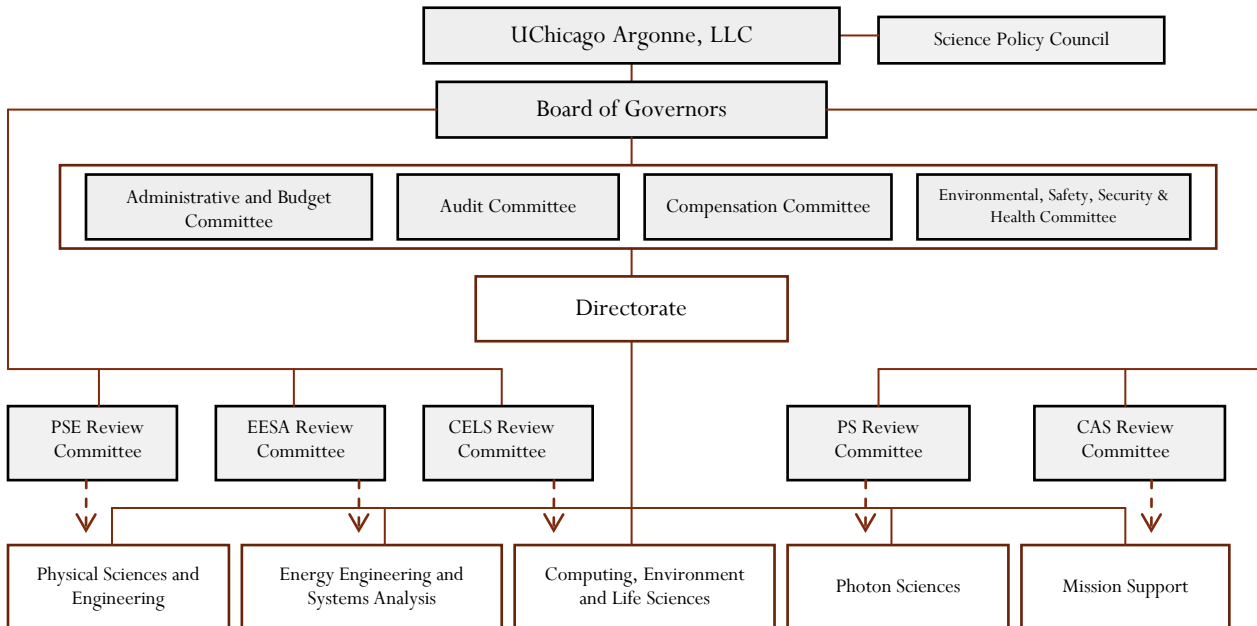 UChicago Argonne, LLC
Science Policy Council
Board of Governors
Administrative and Budget
Committee
Audit Committee
Compensation Committee
Environmental, Safety, Security &
Health Committee
Directorate
PSE Review
Committee
EESA Review
Committee
CELS Review
Committee
PS Review
Committee
CAS Review
Committee
Physical Sciences and
Engineering
Energy Engineering and
Systems Analysis
Computing, Environment
and Life Sciences
Photon Sciences
Mission Support